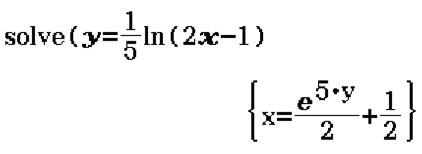 solve(y=1/5ln(2x-1)
{x=e^5·y/2+1/2}